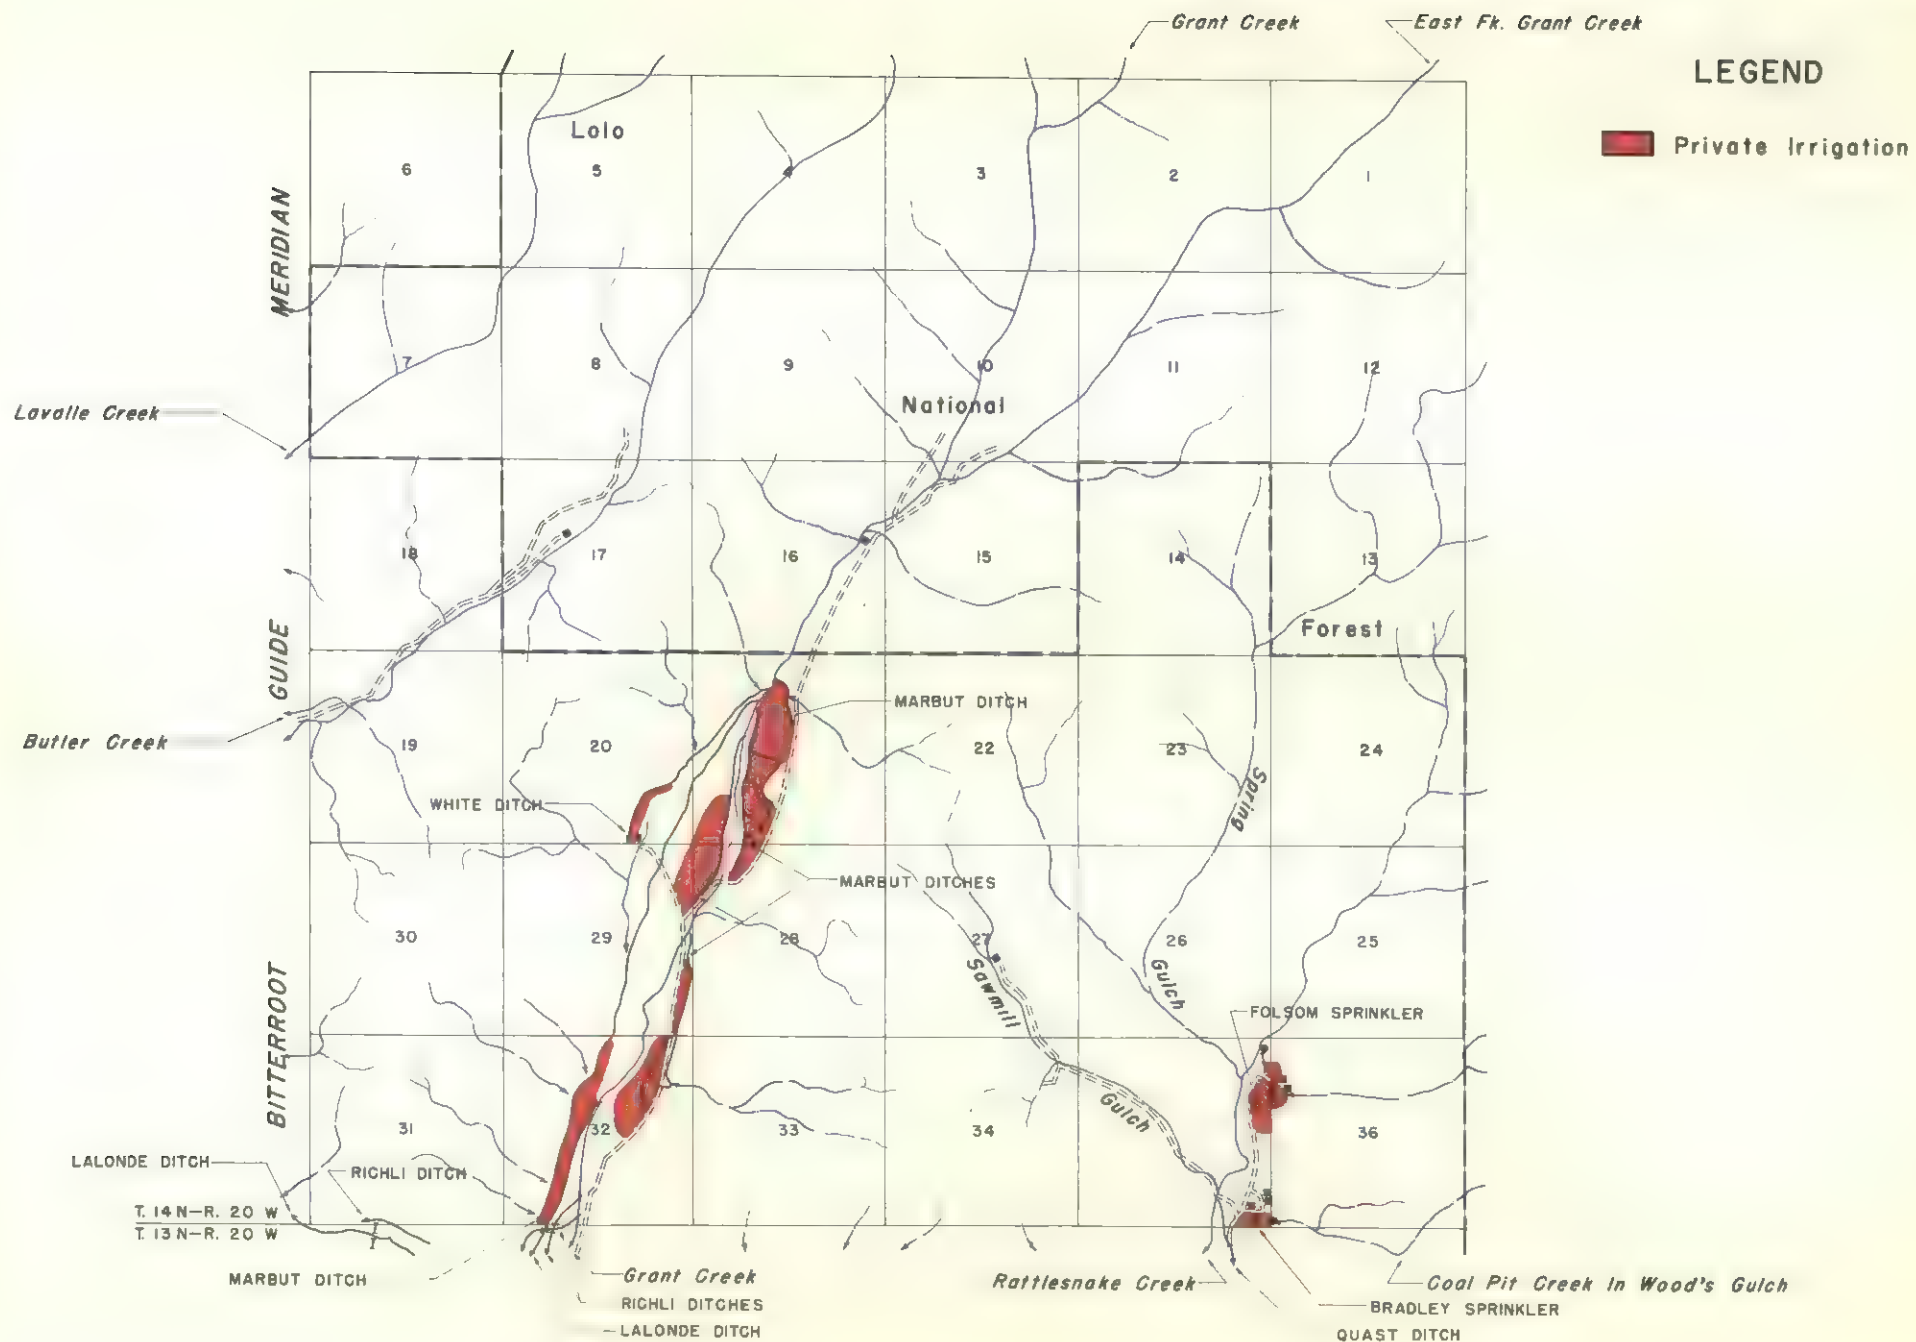 Grant Creek
East Fk. Grant Creek
LEGEND
Private Irrigation
Lolo
6
5
4
3
2
1
MERIDIAN
7
8
9
10
11
12
National
Lavalle Creek
18
17
16
15
14
13
Forest
GUIDE
MARBUT DITCH
Butler Creek
19
20
22
23
24
Spring
WHITE DITCH
MARBUT DITCHES
30
29
28
27
26
25
Sawmill
Gulch
BITTERROOT
FOLSOM SPRINKLER
Gulch
31
32
33
34
36
LALONDE DITCH
RICHLI DITCH
T. 14 N-R. 20 W
T. 13 N-R. 20 W
MARBUT DITCH
Grant Creek
Rattlesnake Creek
Coal Pit Creek In Wood's Gulch
RICHLI DITCHES
BRADLEY SPRINKLER
LALONDE DITCH
QUAST DITCH